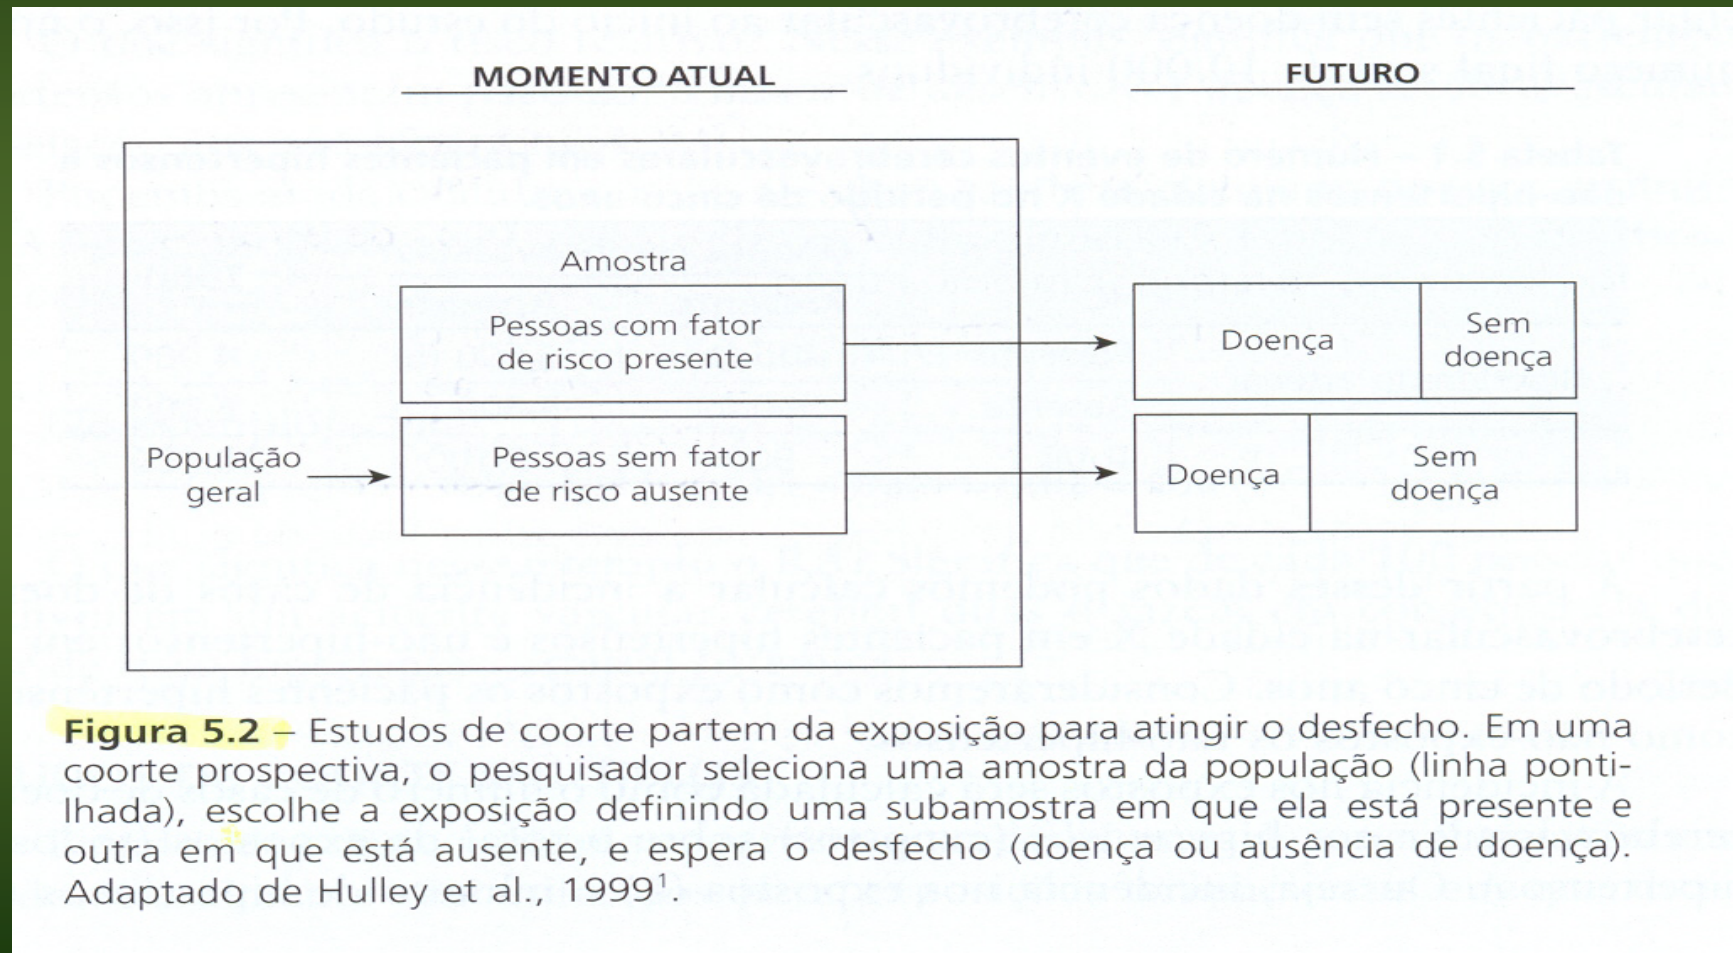 MOMENTO ATUAL
FUTURO
Amostra
Pessoas com fator
de risco presente
Doença
Sem
doença
População
geral
Pessoas sem fator
de risco ausente
Doença
Sem
doença
Figura 5.2 – Estudos de coorte partem da exposição para atingir o desfecho. Em uma
coorte prospectiva, o pesquisador seleciona uma amostra da população (linha ponti-
lhada), escolhe a exposição definindo uma subamostra em que ela está presente e
outra em que está ausente, e espera o desfecho (doença ou ausência de doença).
Adaptado de Hulley et al., 1999¹.